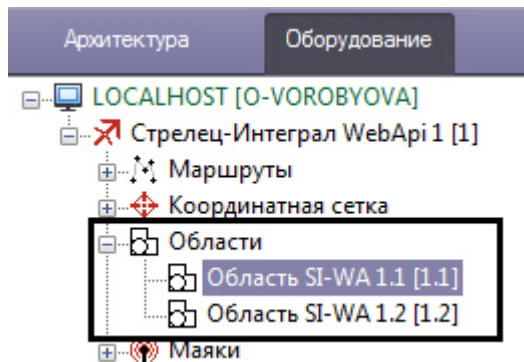 Архитектура Оборудование
LOCALHOST [O-VOROBYOVA]
Стрелец-Интеграл WebApi 1 [1]
Маршруты
Координатная сетка
Области
Область SI-WA 1.1 [1.1]
Область SI-WA 1.2 [1.2]
Маяки